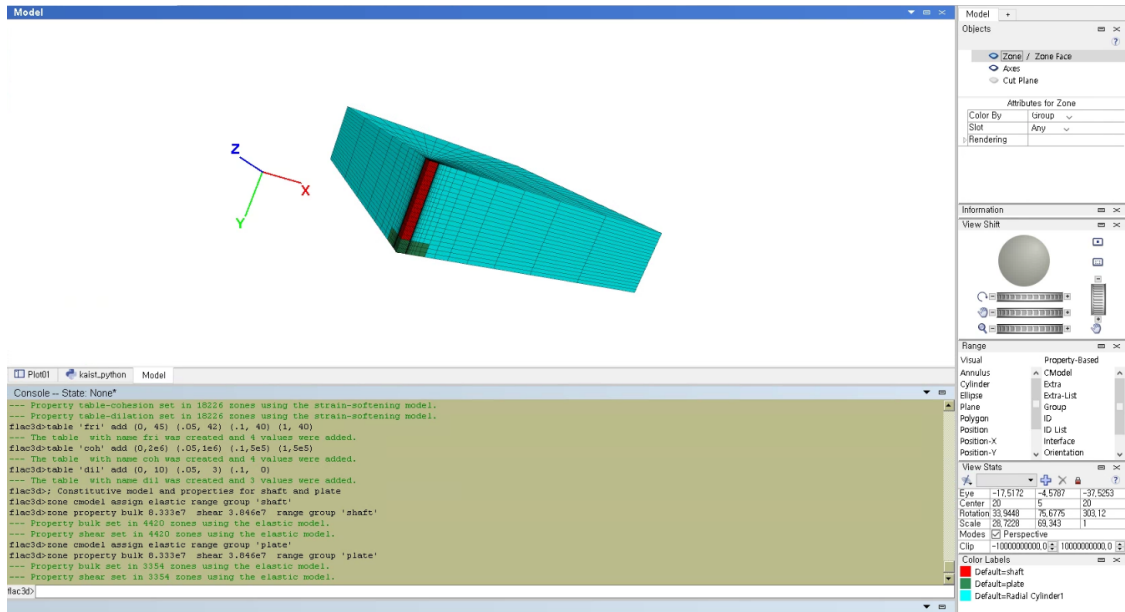 Model
Z
X
Y
Plot01 kaist_python Model
Console -- State: None*
--- Property table-cohesion set in 18226 zones using the strain-softening model.
--- Property table-dilation set in 18226 zones using the strain-softening model.
flac3d>table 'fri' add (0, 45) (.05, 42) (.1, 40) (1, 40)
--- The table  with name fri was created and 4 values were added.
flac3d>table 'coh' add (0,2e6) (.05,1e6) (.1,5e5) (1,5e5)
--- The table  with name coh was created and 4 values were added.
flac3d>table 'dil' add (0, 10) (.05,  3) (.1,  0)
--- The table  with name dil was created and 3 values were added.
flac3d>; Constitutive model and properties for shaft and plate
flac3d>zone cmodel assign elastic range group 'shaft'
flac3d>zone property bulk 8.333e7  shear 3.846e7  range group 'shaft'
--- Property bulk set in 4420 zones using the elastic model.
--- Property shear set in 4420 zones using the elastic model.
flac3d>zone cmodel assign elastic range group 'plate'
flac3d>zone property bulk 8.333e7  shear 3.846e7  range group 'plate'
--- Property bulk set in 3354 zones using the elastic model.
--- Property shear set in 3354 zones using the elastic model.
flac3d>
Model +
Objects
Zone / Zone Face
Axes
Cut Plane
Attributes for Zone
Color By Group
Slot Any
Rendering
Information
View Shift
Range
Visual Property-Based
Annulus CModel
Cylinder Extra
Ellipse Extra-List
Plane Group
Polygon ID
Position ID List
Position-X Interface
Position-Y Orientation
View Stats
Eye -17,5172 -4,5787 -37,5253
Center 20 5 20
Rotation 33,9448 75,6775 303,12
Scale 28,7228 69,343 1
Modes Perspective
Clip -10000000000,0 10000000000,0
Color Labels
Default=shaft
Default=plate
Default=Radial Cylinder1